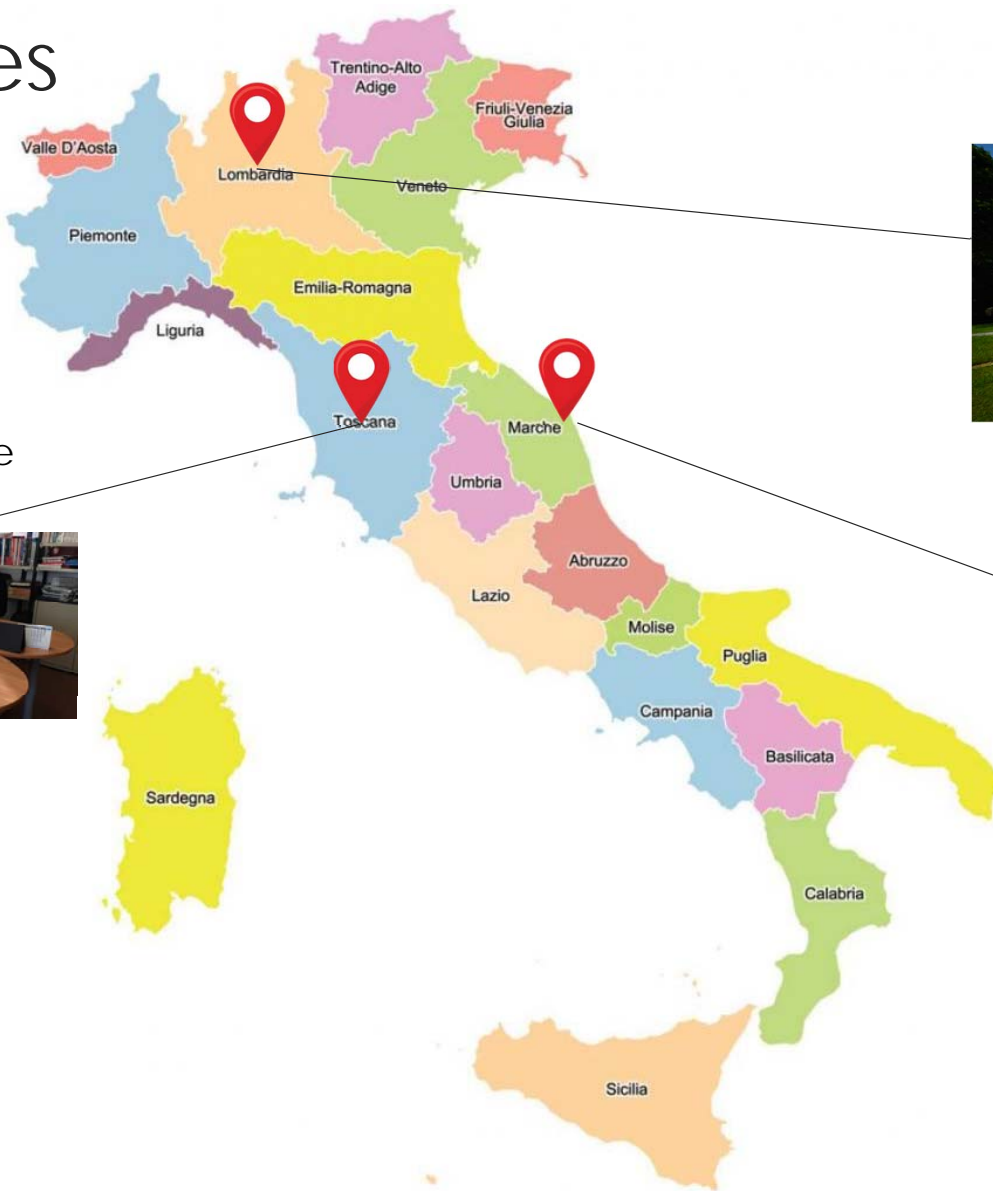 es
Trentino-Alto
Adige
Friuli-Venezia
Giulia
Valle D'Aosta
Lombardia
Veneto
Piemonte
Emilia-Romagna
Liguria
Toscana
Marche
e
Umbria
Abruzzo
Lazio
Molise
Puglia
Campania
Basilicata
Sardegna
Calabria
Sicilia